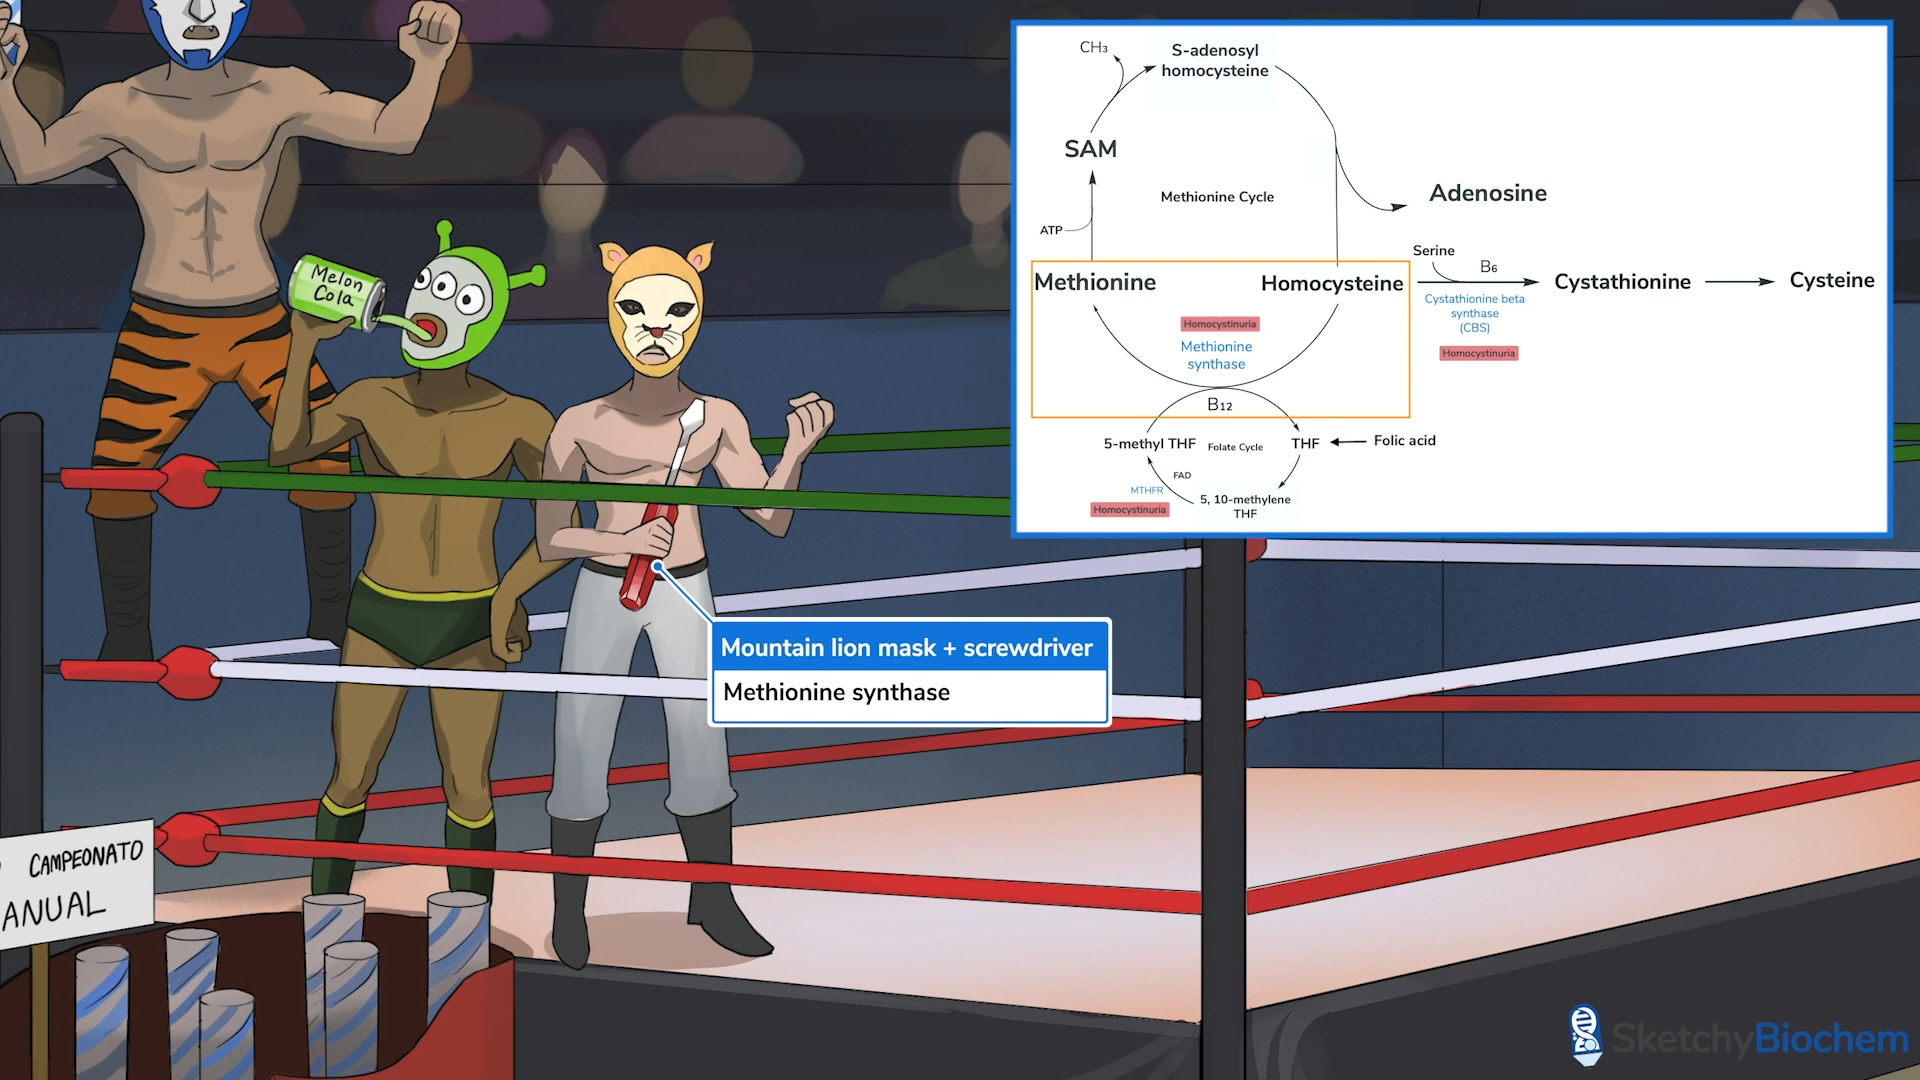 Melon
Cola
CAMPEONATO
ANUAL
Mountain lion mask + screwdriver
Methionine synthase
CH₃
S-adenosyl
homocysteine
SAM
Methionine Cycle
Adenosine
ATP
Serine
B₆
Methionine
Homocysteine
Cystathionine
Cysteine
Cystathionine beta
synthase
(CBS)
Homocystinuria
Homocystinuria
Methionine
synthase
B₁₂
5-methyl THF
Folate Cycle
THF
Folic acid
FAD
MTHFR
5, 10-methylene
THF
Homocystinuria
SketchyBiochem